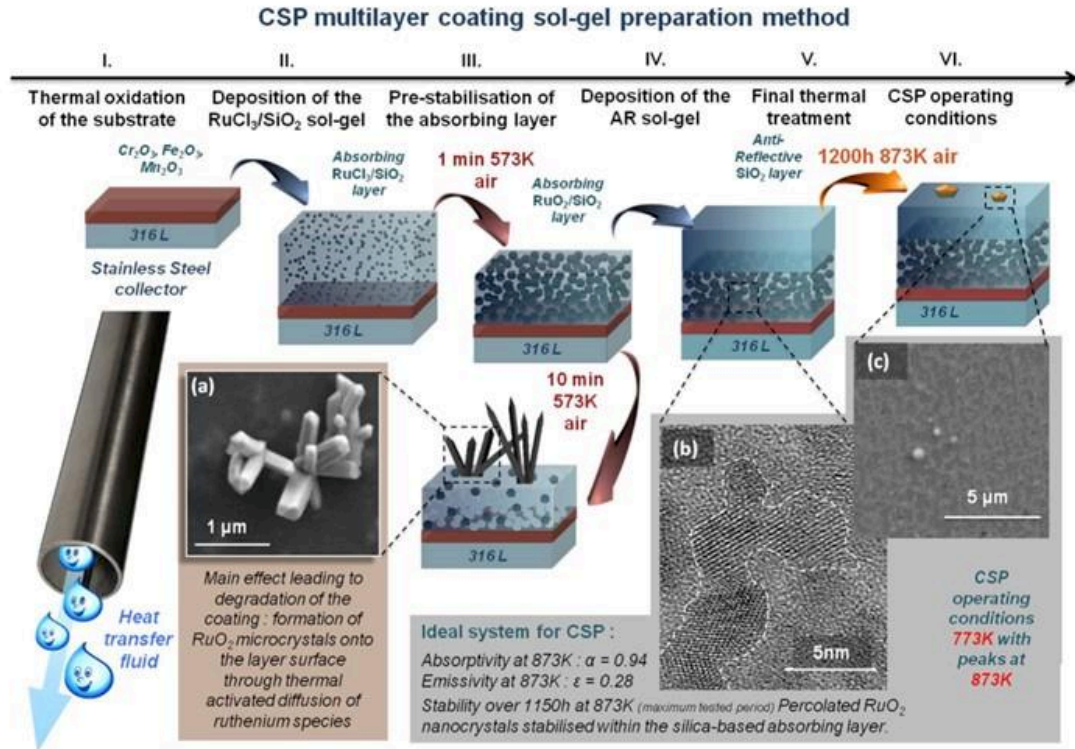 CSP multilayer coating sol-gel preparation method
I.
II.
III.
IV.
V.
VI.
Thermal oxidation
of the substrate
Deposition of the
RuCl₃/SiO₂ sol-gel
Pre-stabilisation of
the absorbing layer
Deposition of the
AR sol-gel
Final thermal
treatment
CSP operating
conditions
Cr₂O₃, Fe₂O₃,
Mn₂O₃
316 L
Stainless Steel
collector
Absorbing
RuCl₃/SiO₂
layer
316 L
1 min 573K
air
Absorbing
RuO₂/SiO₂
layer
316 L
Anti-
Reflective
SiO₂ layer
316 L
1200h 873K air
316 L
10 min
573K
air
316 L
(a)
1 µm
(b)
5nm
(c)
5 µm
Heat
transfer
fluid
Main effect leading to
degradation of the
coating : formation of
RuO₂ microcrystals onto
the layer surface
through thermal
activated diffusion of
ruthenium species
Ideal system for CSP :
Absorptivity at 873K : α = 0.94
Emissivity at 873K : ε = 0.28
Stability over 1150h at 873K (maximum tested period) Percolated RuO₂
nanocrystals stabilised within the silica-based absorbing layer.
CSP
operating
conditions
773K with
peaks at
873K